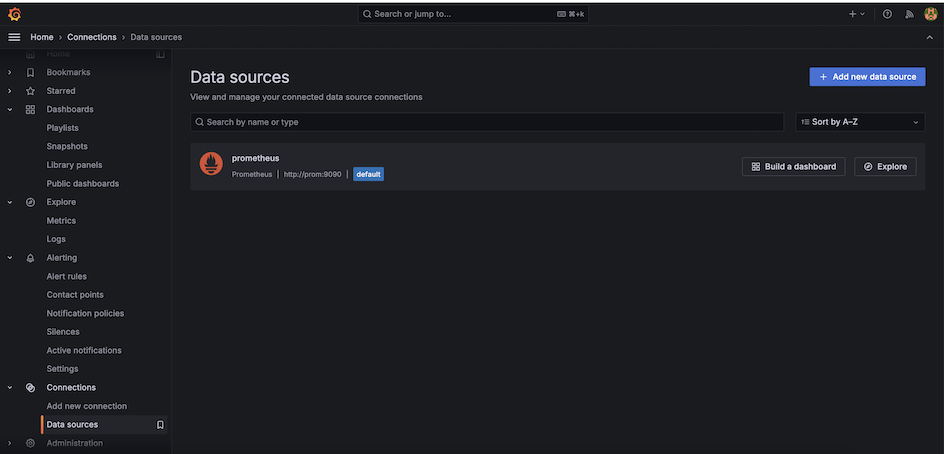 Search or jump to... ⌘+k
Home › Connections › Data sources
Home
Bookmarks
Starred
Dashboards
Playlists
Snapshots
Library panels
Public dashboards
Explore
Metrics
Logs
Alerting
Alert rules
Contact points
Notification policies
Silences
Active notifications
Settings
Connections
Add new connection
Data sources
Administration
Data sources
+ Add new data source
View and manage your connected data source connections
Search by name or type
Sort by A–Z
prometheus
Prometheus | http://prom:9090 | default
Build a dashboard
Explore